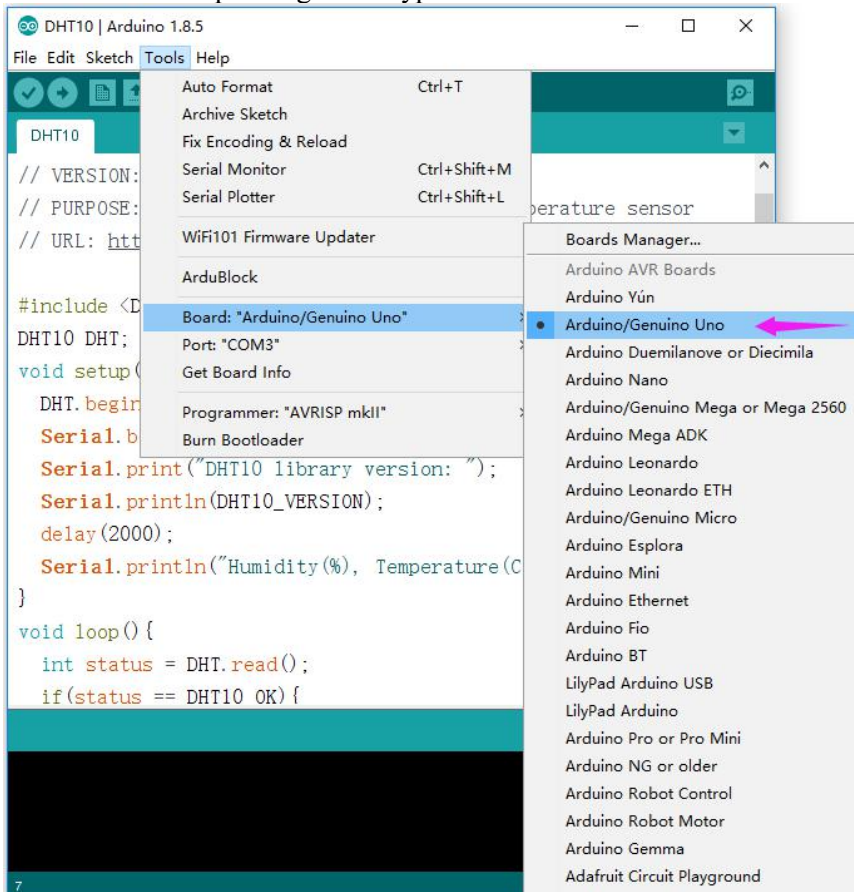 DHT10 | Arduino 1.8.5
File Edit Sketch Tools Help
DHT10
Auto Format Ctrl+T
Archive Sketch
Fix Encoding & Reload
Serial Monitor Ctrl+Shift+M
Serial Plotter Ctrl+Shift+L
WiFi101 Firmware Updater
ArduBlock
Board: "Arduino/Genuino Uno"
Port: "COM3"
Get Board Info
Programmer: "AVRISP mkII"
Burn Bootloader
// VERSION:
// PURPOSE: perature sensor
// URL: htt
#include <D
DHT10 DHT;
void setup(
DHT.begin
Serial.b
Serial.print("DHT10 library version: ");
Serial.println(DHT10_VERSION);
delay(2000);
Serial.println("Humidity(%), Temperature(C
}
void loop(){
int status = DHT.read();
if(status == DHT10 OK){
7
Boards Manager...
Arduino AVR Boards
Arduino Yún
Arduino/Genuino Uno
Arduino Duemilanove or Diecimila
Arduino Nano
Arduino/Genuino Mega or Mega 2560
Arduino Mega ADK
Arduino Leonardo
Arduino Leonardo ETH
Arduino/Genuino Micro
Arduino Esplora
Arduino Mini
Arduino Ethernet
Arduino Fio
Arduino BT
LilyPad Arduino USB
LilyPad Arduino
Arduino Pro or Pro Mini
Arduino NG or older
Arduino Robot Control
Arduino Robot Motor
Arduino Gemma
Adafruit Circuit Playground